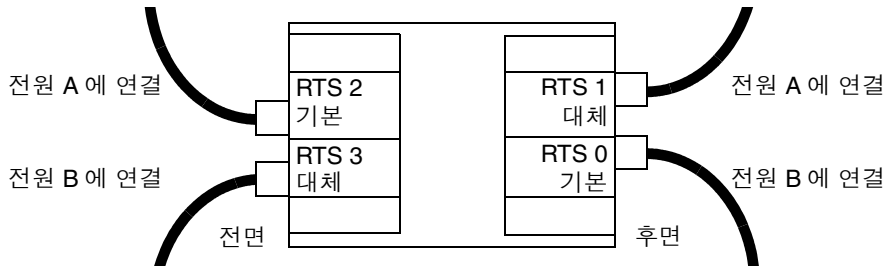 전원 A 에 연결
RTS 2
기본
RTS 1
대체
전원 A 에 연결
전원 B 에 연결
RTS 3
대체
RTS 0
기본
전원 B 에 연결
전면
후면